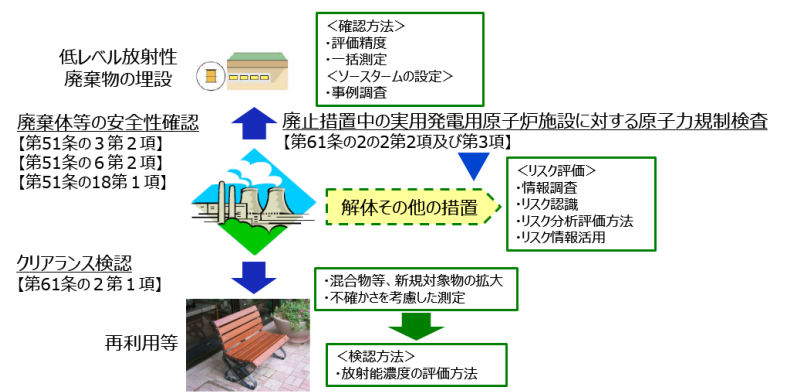 <確認方法>
・評価精度
・一括測定
<ソースタームの設定>
・事例調査
低レベル放射性
廃棄物の埋設
廃棄体等の安全性確認
【第51条の3第2項】
【第51条の6第2項】
【第51条の18第1項】
廃止措置中の実用発電用原子炉施設に対する原子力規制検査
【第61条の2の2第2項及び第3項】
解体その他の措置
<リスク評価>
・情報調査
・リスク認識
・リスク分析評価方法
・リスク情報活用
クリアランス検認
【第61条の2第1項】
・混合物等、新規対象物の拡大
・不確かさを考慮した測定
再利用等
<検認方法>
・放射能濃度の評価方法